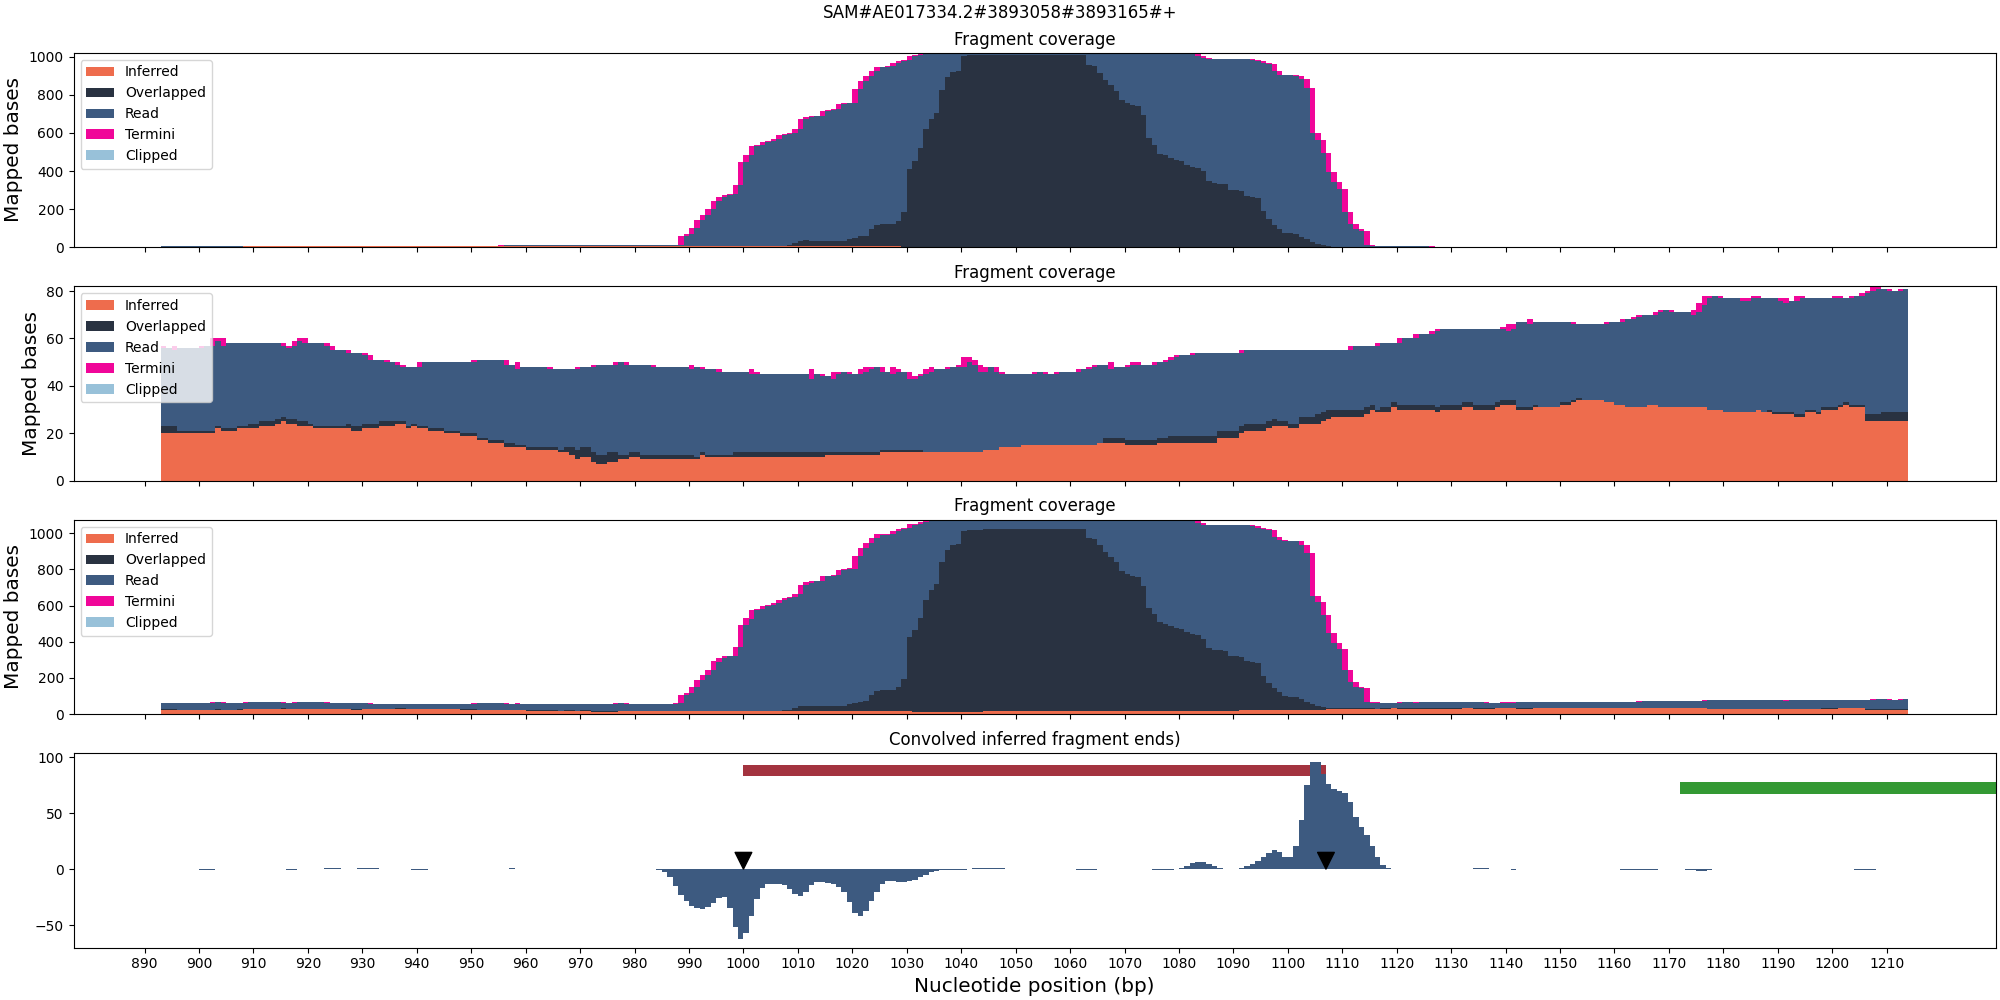 SAM#AE017334.2#3893058#3893165#+
Fragment coverage
Mapped bases
1000
800
600
400
200
0
Inferred
Overlapped
Read
Termini
Clipped
Fragment coverage
Mapped bases
80
60
40
20
0
Inferred
Overlapped
Read
Termini
Clipped
Fragment coverage
Mapped bases
1000
800
600
400
200
0
Inferred
Overlapped
Read
Termini
Clipped
Convolved inferred fragment ends)
100
50
0
−50
890 900 910 920 930 940 950 960 970 980 990 1000 1010 1020 1030 1040 1050 1060 1070 1080 1090 1100 1110 1120 1130 1140 1150 1160 1170 1180 1190 1200 1210
Nucleotide position (bp)